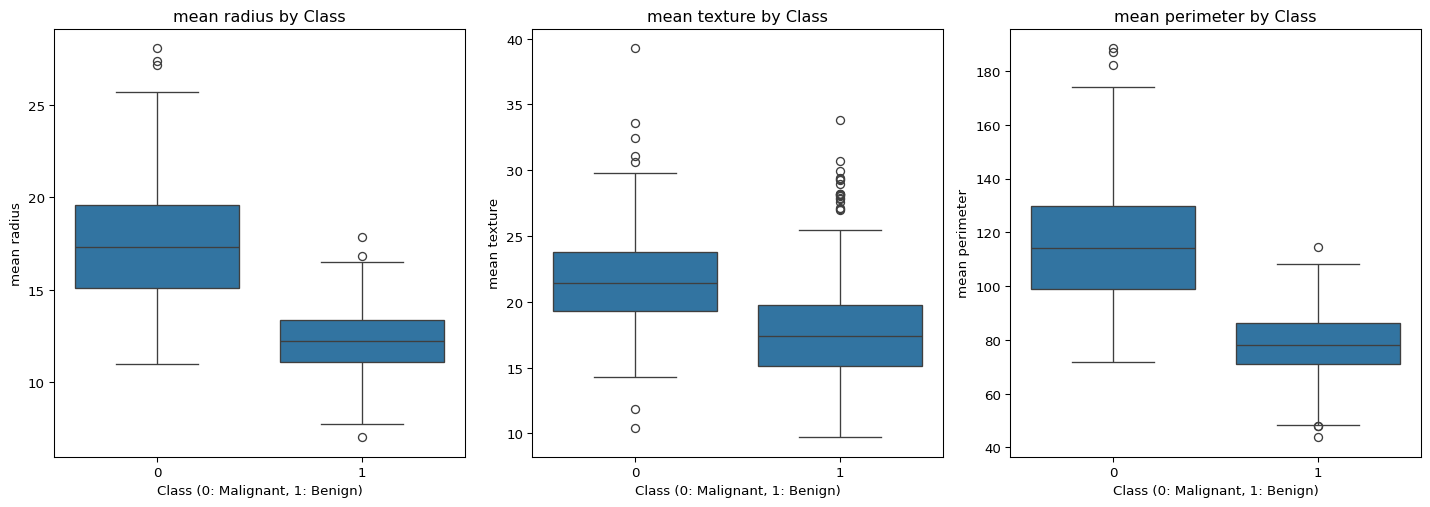 mean radius by Class
mean radius
25
20
15
10
0
1
Class (0: Malignant, 1: Benign)
mean texture by Class
mean texture
40
35
30
25
20
15
10
0
1
Class (0: Malignant, 1: Benign)
mean perimeter by Class
mean perimeter
180
160
140
120
100
80
60
40
0
1
Class (0: Malignant, 1: Benign)